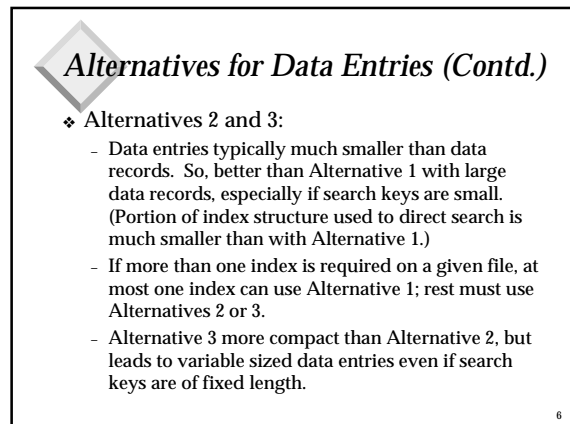 Alternatives for Data Entries (Contd.)
❖ Alternatives 2 and 3:
– Data entries typically much smaller than data
records. So, better than Alternative 1 with large
data records, especially if search keys are small.
(Portion of index structure used to direct search is
much smaller than with Alternative 1.)
– If more than one index is required on a given file, at
most one index can use Alternative 1; rest must use
Alternatives 2 or 3.
– Alternative 3 more compact than Alternative 2, but
leads to variable sized data entries even if search
keys are of fixed length.
6